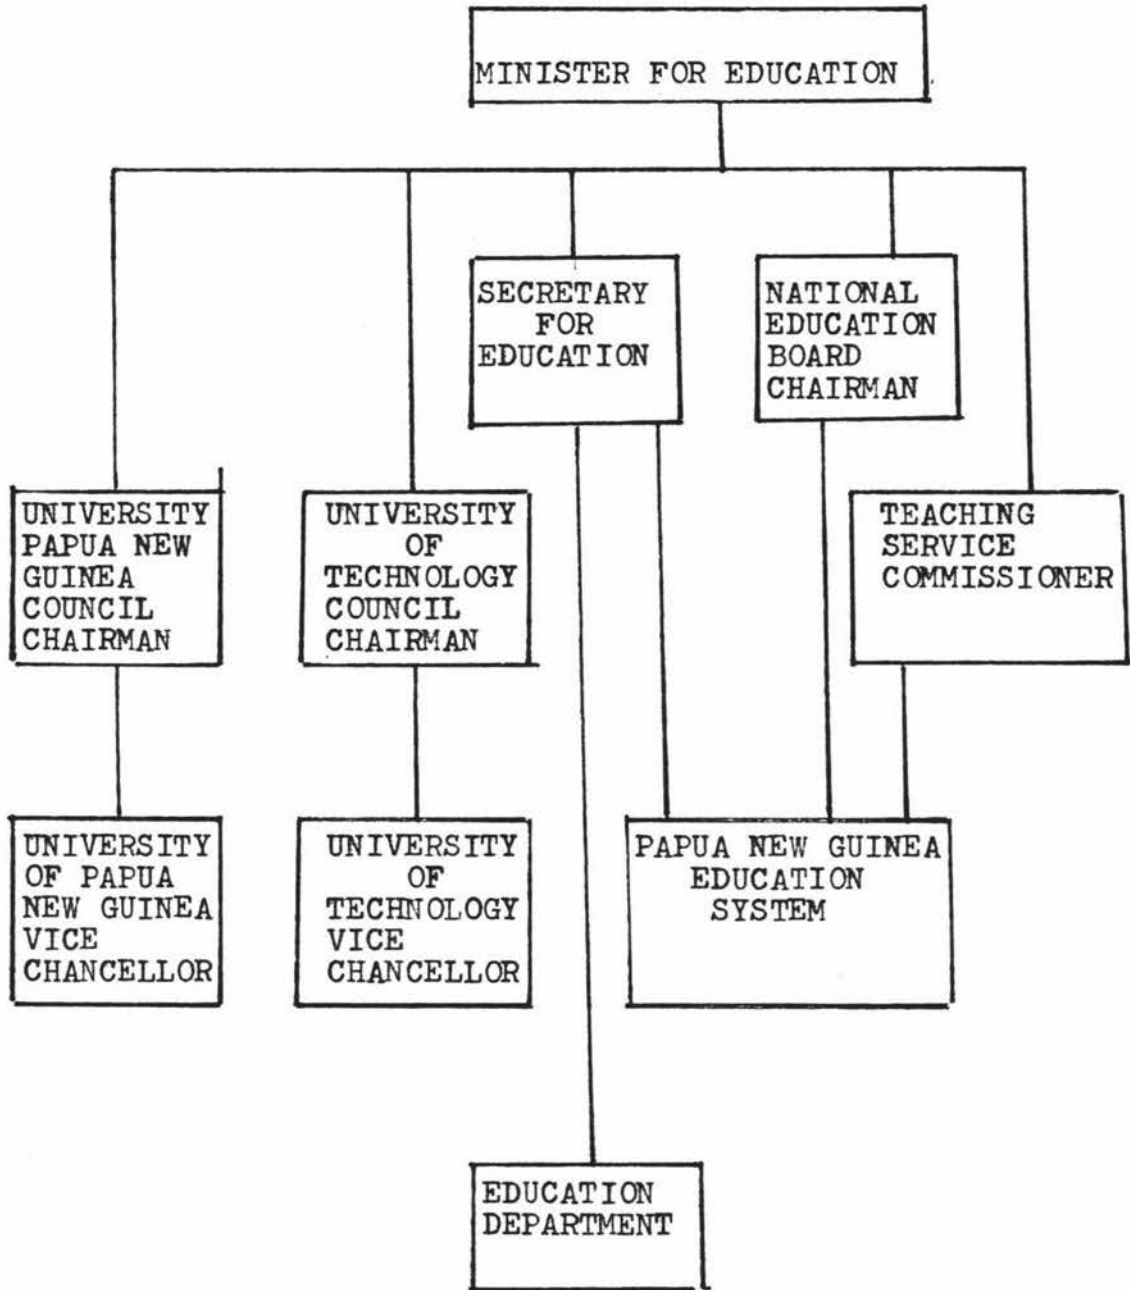 MINISTER FOR EDUCATION
SECRETARY
FOR
EDUCATION
NATIONAL
EDUCATION
BOARD
CHAIRMAN
UNIVERSITY
PAPUA NEW
GUINEA
COUNCIL
CHAIRMAN
UNIVERSITY
OF
TECHNOLOGY
COUNCIL
CHAIRMAN
TEACHING
SERVICE
COMMISSIONER
UNIVERSITY
OF PAPUA
NEW GUINEA
VICE
CHANCELLOR
UNIVERSITY
OF
TECHNOLOGY
VICE
CHANCELLOR
PAPUA NEW GUINEA
EDUCATION
SYSTEM
EDUCATION
DEPARTMENT